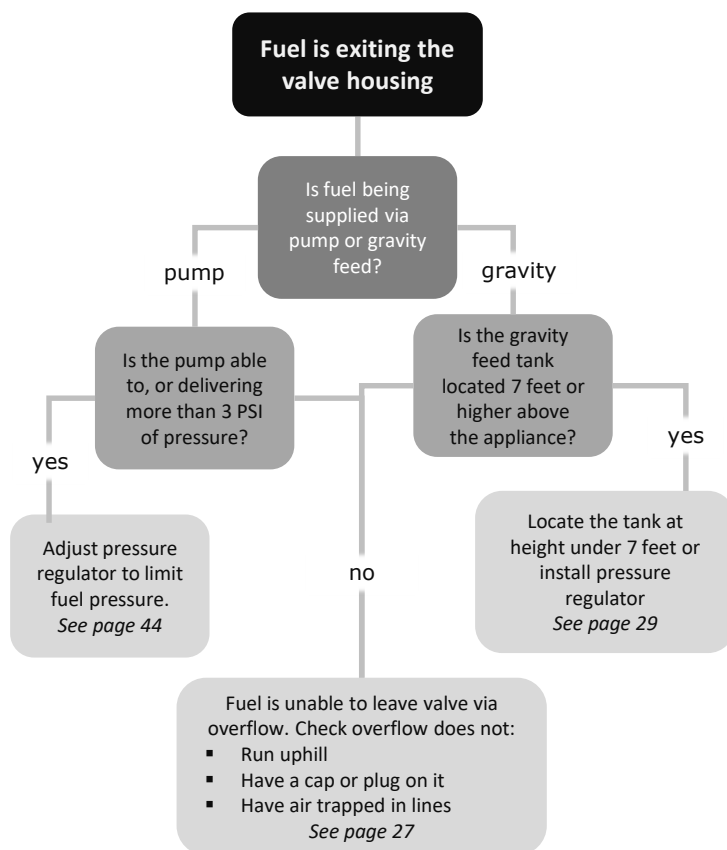 Fuel is exiting the
valve housing
Is fuel being
supplied via
pump or gravity
feed?
pump
gravity
Is the pump able
to, or delivering
more than 3 PSI
of pressure?
Is the gravity
feed tank
located 7 feet or
higher above
the appliance?
yes
yes
Adjust pressure
regulator to limit
fuel pressure.
See page 44
no
Locate the tank at
height under 7 feet or
install pressure
regulator
See page 29
Fuel is unable to leave valve via
overflow. Check overflow does not:
▪ Run uphill
▪ Have a cap or plug on it
▪ Have air trapped in lines
See page 27